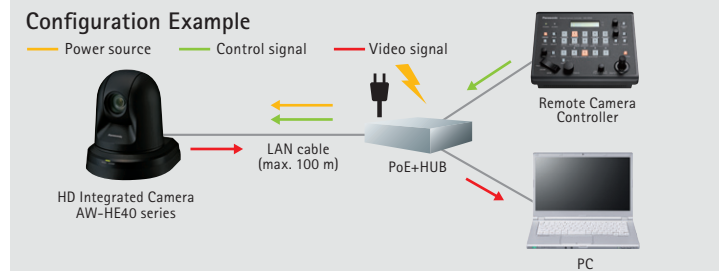 Configuration Example
Power source
Control signal
Video signal
Remote Camera
Controller
LAN cable
(max. 100 m)
PoE+HUB
HD Integrated Camera
AW-HE40 series
PC